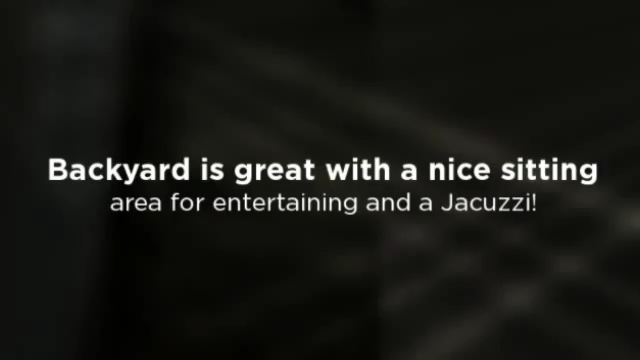 Backyard is great with a nice sitting
area for entertaining and a Jacuzzi!